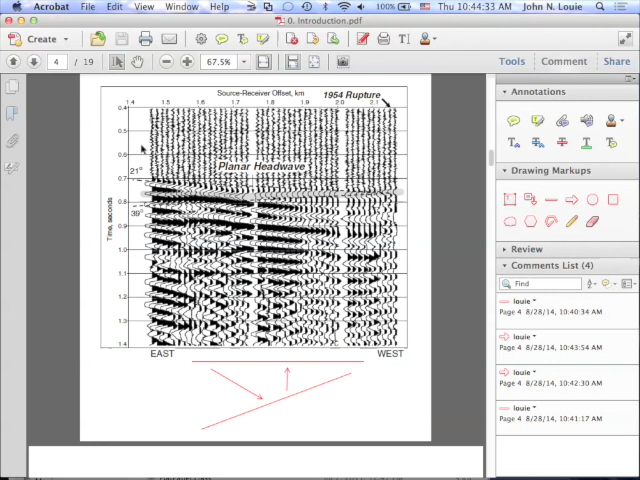 Acrobat File Edit View Window Help 100% Thu 10:44:33 AM John N. Louie
0. Introduction.pdf
Create
4 / 19 67.5% Tools Comment Share
Source-Receiver Offset, km
1954 Rupture
1.4 1.5 1.6 1.7 1.8 1.9 2.0 2.1
0.4
0.5
0.6
0.7
0.8
0.9
1.0
1.1
1.2
1.3
1.4
Time, seconds
Planar Headwave
21°
39°
EAST WEST
Annotations
Drawing Markups
Review
Comments List (4)
Find
louie
Page 4 8/28/14, 10:40:34 AM
louie
Page 4 8/28/14, 10:43:54 AM
louie
Page 4 8/28/14, 10:42:30 AM
louie
Page 4 8/28/14, 10:41:17 AM